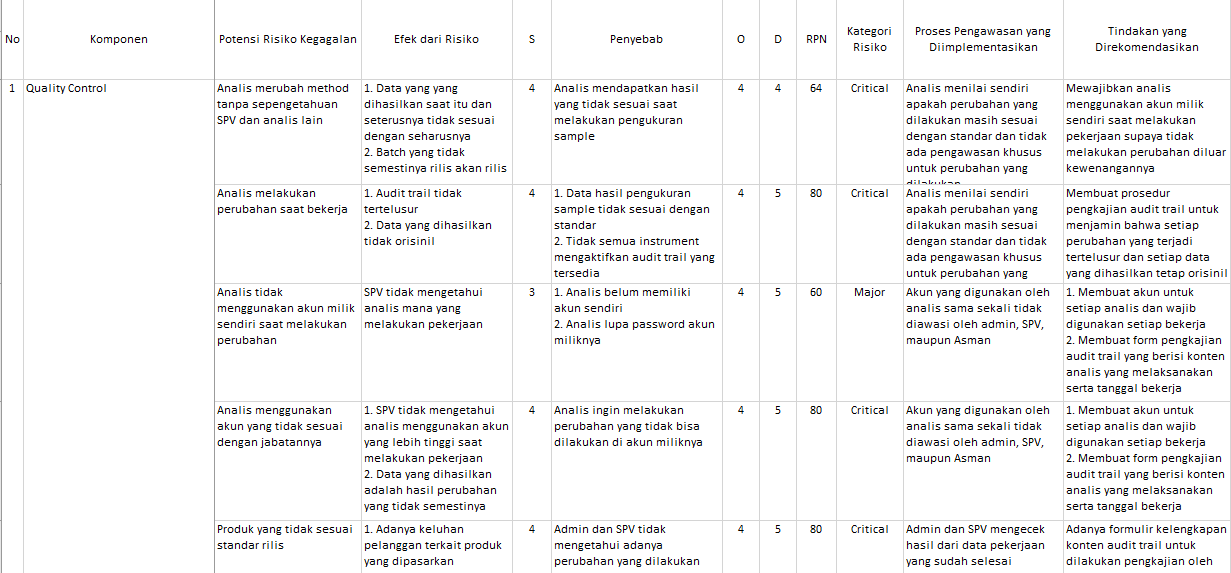 No
Komponen
Potensi Risiko Kegagalan
Efek dari Risiko
S
Penyebab
O
D
RPN
Kategori
Risiko
Proses Pengawasan yang
Diimplementasikan
Tindakan yang
Direkomendasikan
1
Quality Control
Analis merubah method
tanpa sepengetahuan
SPV dan analis lain
1. Data yang yang
dihasilkan saat itu dan
seterusnya tidak sesuai
dengan seharusnya
2. Batch yang tidak
semestinya rilis akan rilis
4
Analis mendapatkan hasil
yang tidak sesuai saat
melakukan pengukuran
sample
4
4
64
Critical
Analis menilai sendiri
apakah perubahan yang
dilakukan masih sesuai
dengan standar dan tidak
ada pengawasan khusus
untuk perubahan yang
dilakukan
Mewajibkan analis
menggunakan akun milik
sendiri saat melakukan
pekerjaan supaya tidak
melakukan perubahan diluar
kewenangannya
Analis melakukan
perubahan saat bekerja
1. Audit trail tidak
tertelusur
2. Data yang dihasilkan
tidak orisinil
4
1. Data hasil pengukuran
sample tidak sesuai dengan
standar
2. Tidak semua instrument
mengaktifkan audit trail yang
tersedia
4
5
80
Critical
Analis menilai sendiri
apakah perubahan yang
dilakukan masih sesuai
dengan standar dan tidak
ada pengawasan khusus
untuk perubahan yang
Membuat prosedur
pengkajian audit trail untuk
menjamin bahwa setiap
perubahan yang terjadi
tertelusur dan setiap data
yang dihasilkan tetap orisinil
Analis tidak
menggunakan akun milik
sendiri saat melakukan
perubahan
SPV tidak mengetahui
analis mana yang
melakukan pekerjaan
3
1. Analis belum memiliki
akun sendiri
2. Analis lupa password akun
miliknya
4
5
60
Major
Akun yang digunakan oleh
analis sama sekali tidak
diawasi oleh admin, SPV,
maupun Asman
1. Membuat akun untuk
setiap analis dan wajib
digunakan setiap bekerja
2. Membuat form pengkajian
audit trail yang berisi konten
analis yang melaksanakan
serta tanggal bekerja
Analis menggunakan
akun yang tidak sesuai
dengan jabatannya
1. SPV tidak mengetahui
analis menggunakan akun
yang lebih tinggi saat
melakukan pekerjaan
2. Data yang dihasilkan
adalah hasil perubahan
yang tidak semestinya
4
Analis ingin melakukan
perubahan yang tidak bisa
dilakukan di akun miliknya
4
5
80
Critical
Akun yang digunakan oleh
analis sama sekali tidak
diawasi oleh admin, SPV,
maupun Asman
1. Membuat akun untuk
setiap analis dan wajib
digunakan setiap bekerja
2. Membuat form pengkajian
audit trail yang berisi konten
analis yang melaksanakan
serta tanggal bekerja
Produk yang tidak sesuai
standar rilis
1. Adanya keluhan
pelanggan terkait produk
yang dipasarkan
4
Admin dan SPV tidak
mengetahui adanya
perubahan yang dilakukan
4
5
80
Critical
Admin dan SPV mengecek
hasil dari data pekerjaan
yang sudah selesai
Adanya formulir kelengkapan
konten audit trail untuk
dilakukan pengkajian oleh